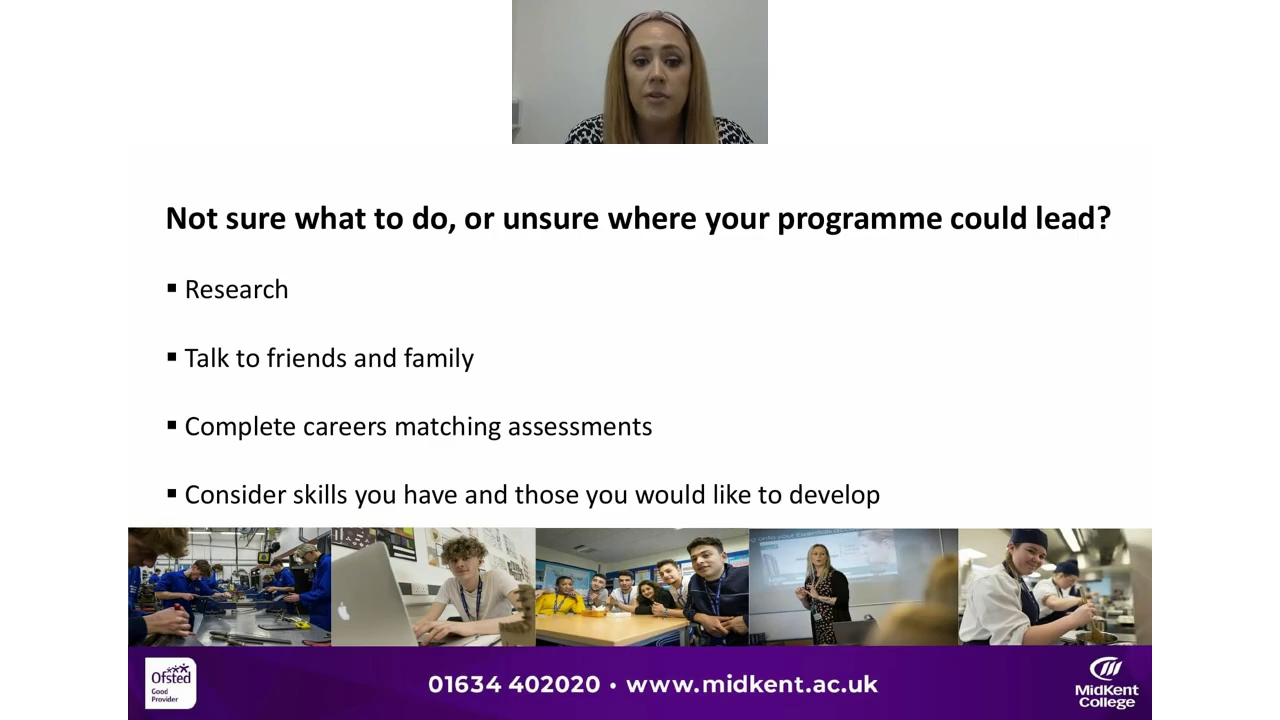 Not sure what to do, or unsure where your programme could lead?
▪ Research
▪ Talk to friends and family
▪ Complete careers matching assessments
▪ Consider skills you have and those you would like to develop
Ofsted
Good
Provider
01634 402020 • www.midkent.ac.uk
MIDKENT
COLLEGE